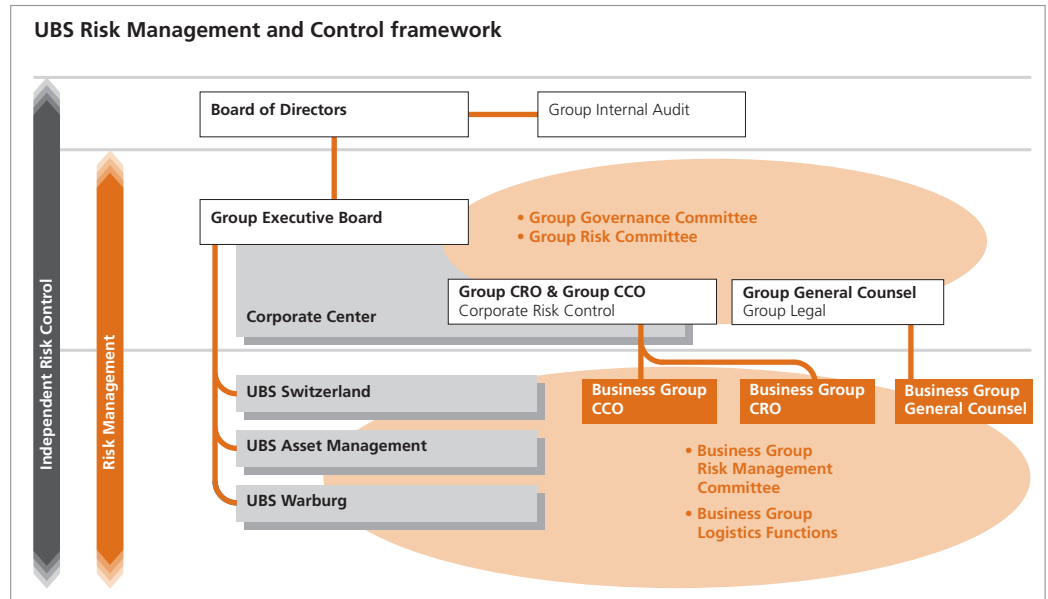 UBS Risk Management and Control framework
Independent Risk Control
Risk Management
Board of Directors
Group Internal Audit
Group Executive Board
• Group Governance Committee
• Group Risk Committee
Corporate Center
Group CRO & Group CCO
Corporate Risk Control
Group General Counsel
Group Legal
UBS Switzerland
UBS Asset Management
UBS Warburg
Business Group
CCO
Business Group
CRO
Business Group
General Counsel
• Business Group
Risk Management
Committee
• Business Group
Logistics Functions